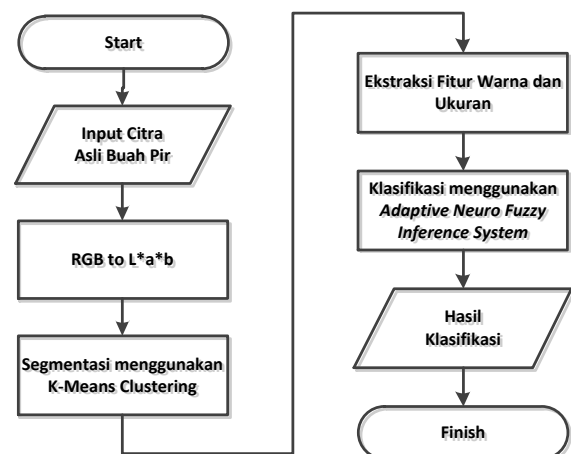 Start
Input Citra
Asli Buah Pir
RGB to L*a*b
Segmentasi menggunakan
K-Means Clustering
Ekstraksi Fitur Warna dan
Ukuran
Klasifikasi menggunakan
Adaptive Neuro Fuzzy
Inference System
Hasil
Klasifikasi
Finish